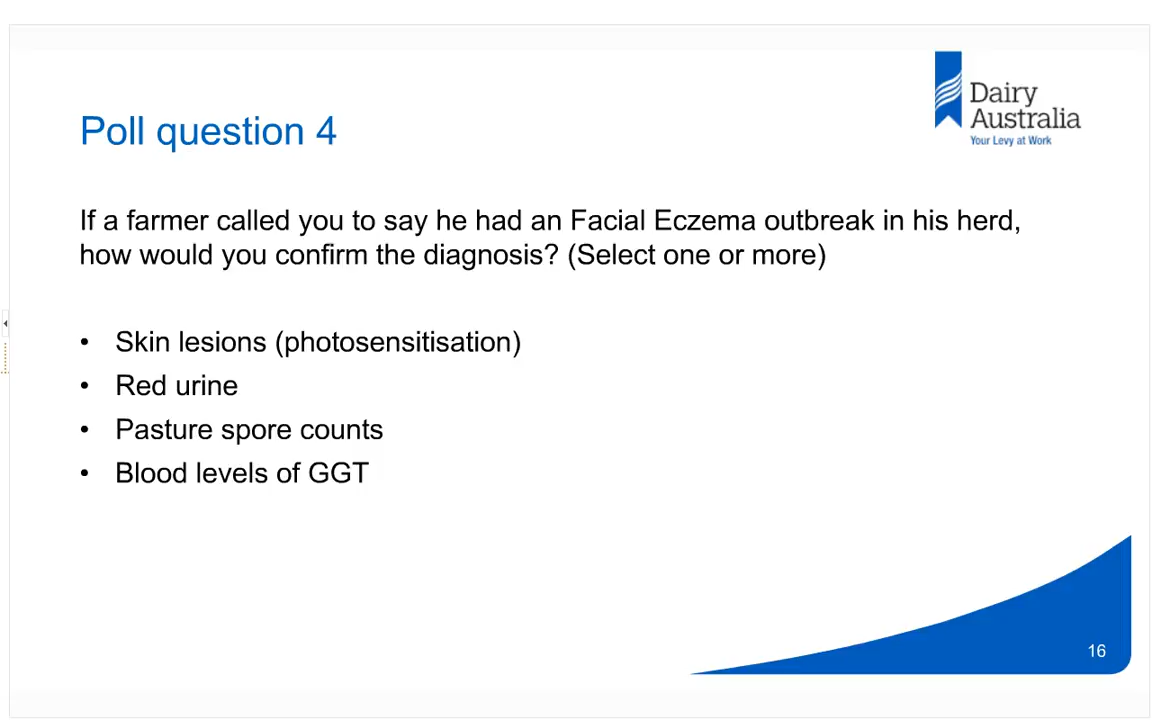 Dairy
Australia
Your Levy at Work
Poll question 4
If a farmer called you to say he had an Facial Eczema outbreak in his herd,
how would you confirm the diagnosis? (Select one or more)
• Skin lesions (photosensitisation)
• Red urine
• Pasture spore counts
• Blood levels of GGT
16